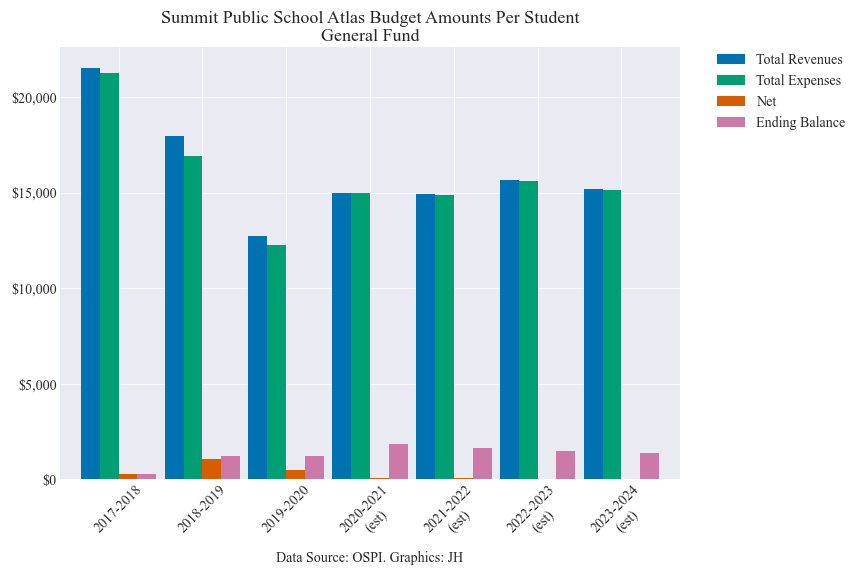 Summit Public School Atlas Budget Amounts Per Student
General Fund
Total Revenues
Total Expenses
Net
Ending Balance
$20,000
$15,000
$10,000
$5,000
$0
2017-2018
2018-2019
2019-2020
2020-2021
(est)
2021-2022
(est)
2022-2023
(est)
2023-2024
(est)
Data Source: OSPI. Graphics: JH